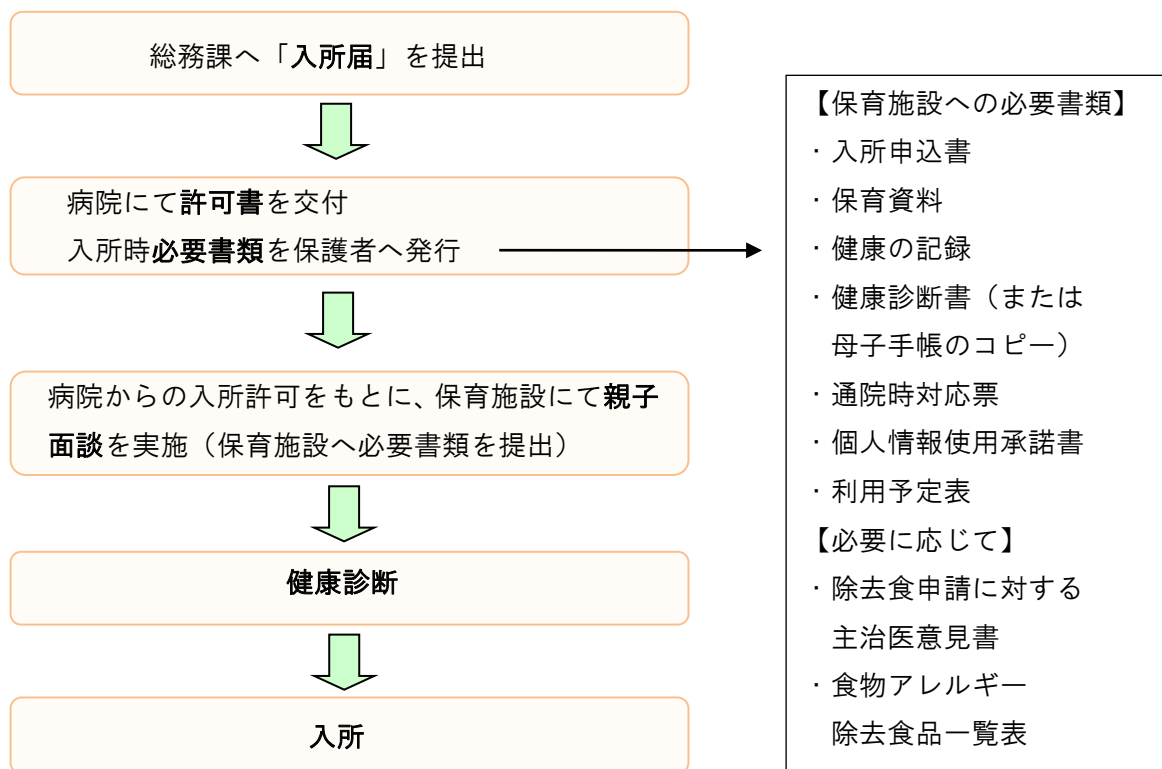 総務課へ「入所届」を提出
病院にて許可書を交付
入所時必要書類を保護者へ発行
病院からの入所許可をもとに、保育施設にて親子
面談を実施（保育施設へ必要書類を提出）
健康診断
入所
【保育施設への必要書類】
・入所申込書
・保育資料
・健康の記録
・健康診断書（または
母子手帳のコピー）
・通院時対応票
・個人情報使用承諾書
・利用予定表
【必要に応じて】
・除去食申請に対する
主治医意見書
・食物アレルギー
除去食品一覧表